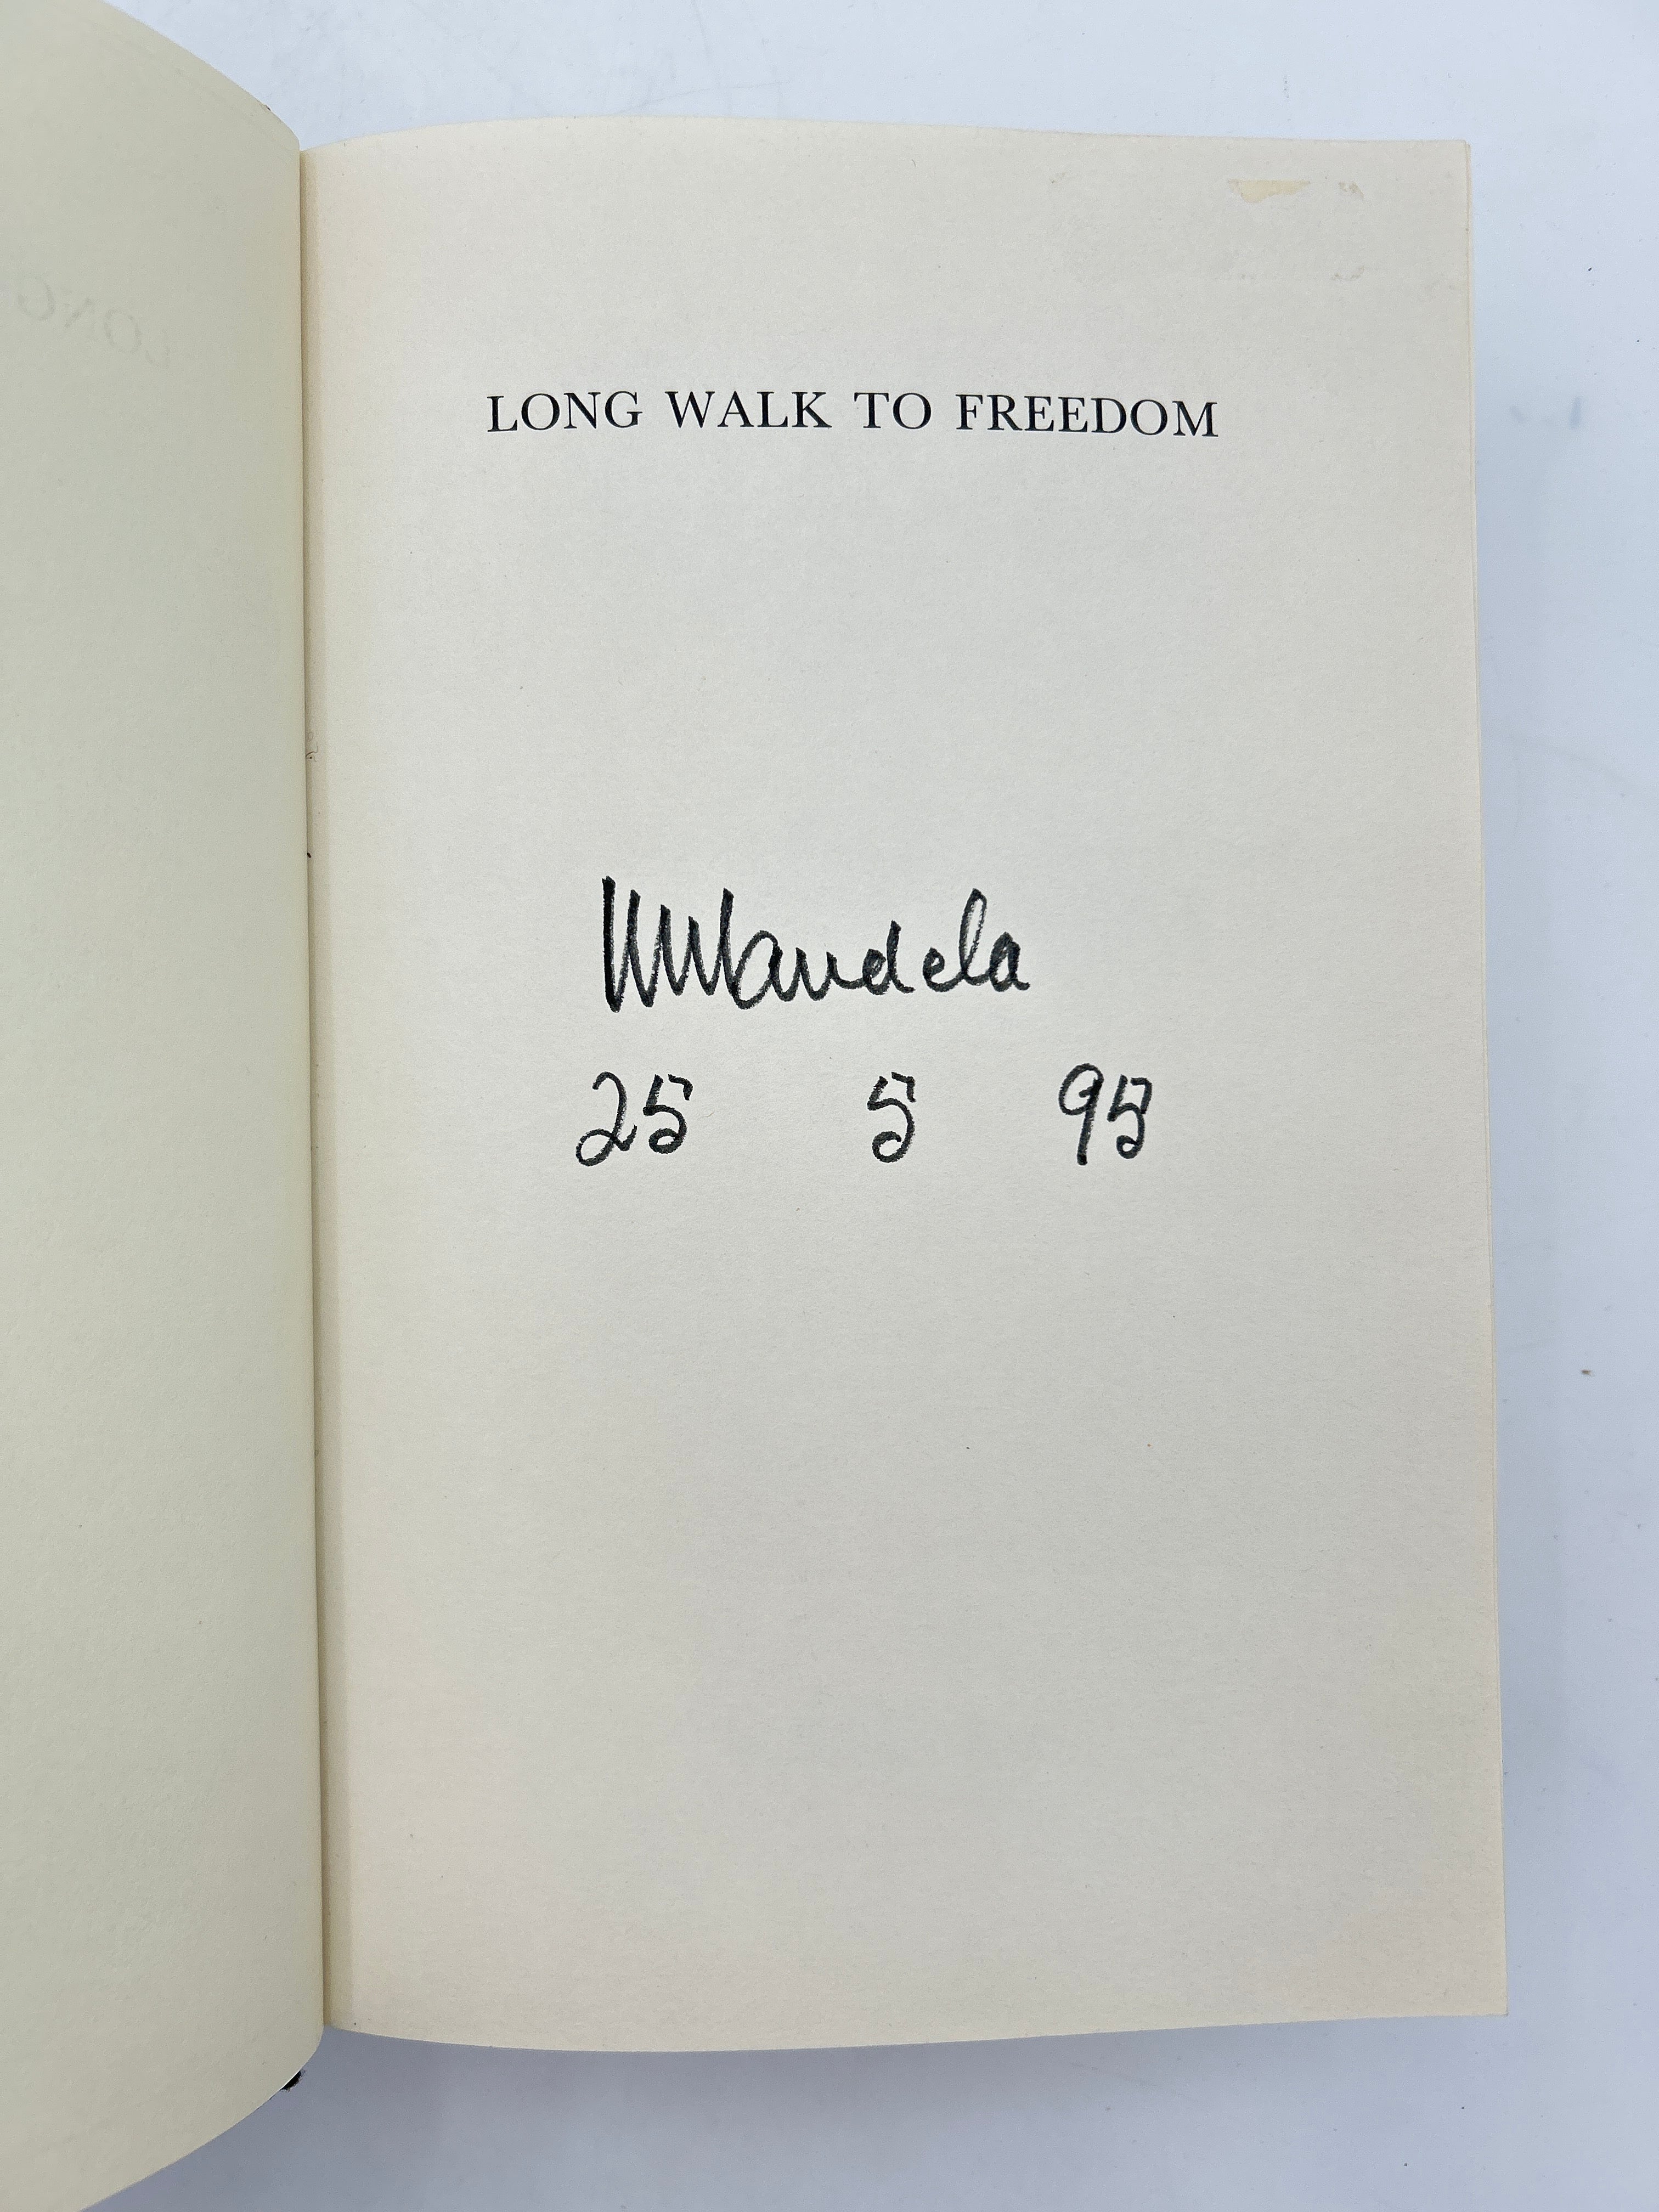 LONG WALK TO FREEDOM
NMandela
25 5 95